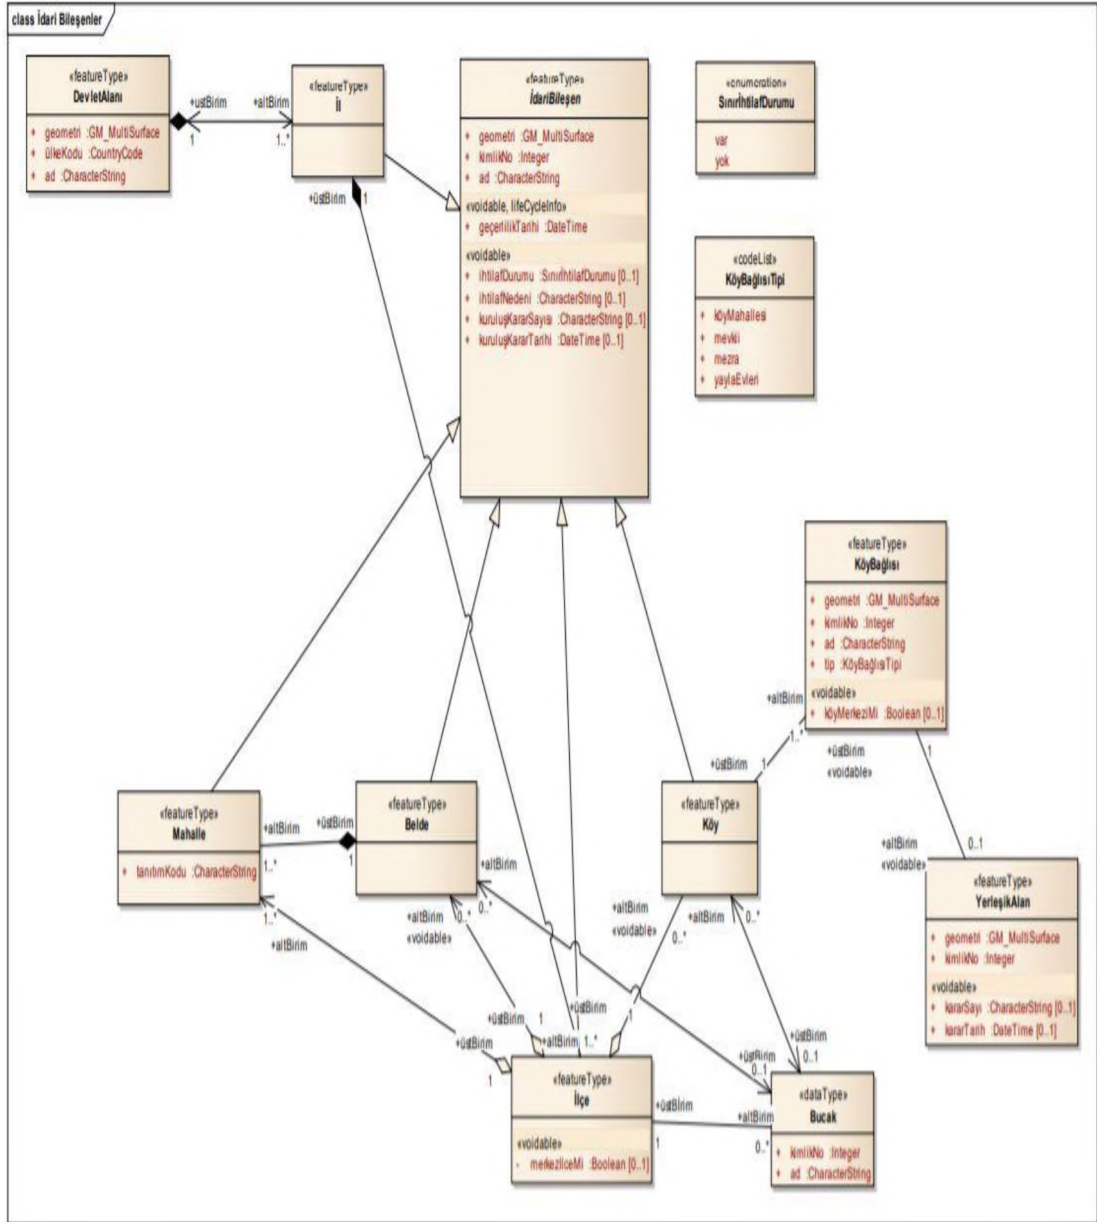 class İdari Bileşenler
«featureType»
DevletAlanı
+ geometri :GM_MultiSurface
+ ülkeKodu :CountryCode
+ ad :CharacterString
+üstBirim
1
+altBirim
1..*
«featureType»
İl
+üstBirim
1
«featureType»
İdariBileşen
+ geometri :GM_MultiSurface
+ kimlikNo :Integer
+ ad :CharacterString
«voidable, lifeCycleInfo»
+ geçerlilikTarihi :DateTime
«voidable»
+ ihtilafDurumu :SınırİhtilafDurumu [0..1]
+ ihtilafNedeni :CharacterString [0..1]
+ kuruluşKararSayısı :CharacterString [0..1]
+ kuruluşKararTarihi :DateTime [0..1]
«enumeration»
SınırİhtilafDurumu
var
yok
«codeList»
KöyBağlısıTipi
+ köyMahallesi
+ mevkii
+ mezra
+ yaylaEvleri
«featureType»
KöyBağlısı
+ geometri :GM_MultiSurface
+ kimlikNo :Integer
+ ad :CharacterString
+ tip :KöyBağlısıTipi
«voidable»
+ köyMerkeziMi :Boolean [0..1]
+altBirim
1..*
+üstBirim
1
+üstBirim
«voidable»
1
+altBirim
«voidable»
0..1
«featureType»
Mahalle
+ tanıtımKodu :CharacterString
+altBirim
1..*
+üstBirim
1
«featureType»
Belde
«featureType»
Köy
«featureType»
YerleşikAlan
+ geometri :GM_MultiSurface
+ kimlikNo :Integer
«voidable»
+ kararSayı :CharacterString [0..1]
+ kararTarih :DateTime [0..1]
1..*
+altBirim
+altBirim
«voidable»
0..*
+altBirim
0..*
+altBirim
«voidable»
0..*
+altBirim
0..*
+üstBirim
1
+üstBirim
1
+altBirim 1..*
+üstBirim
1
+üstBirim
0..1
+üstBirim
0..1
«featureType»
İlçe
«voidable»
- merkezilceMi :Boolean [0..1]
+üstBirim
1
+altBirim
0..*
«dataType»
Bucak
+ kimlikNo :Integer
+ ad :CharacterString